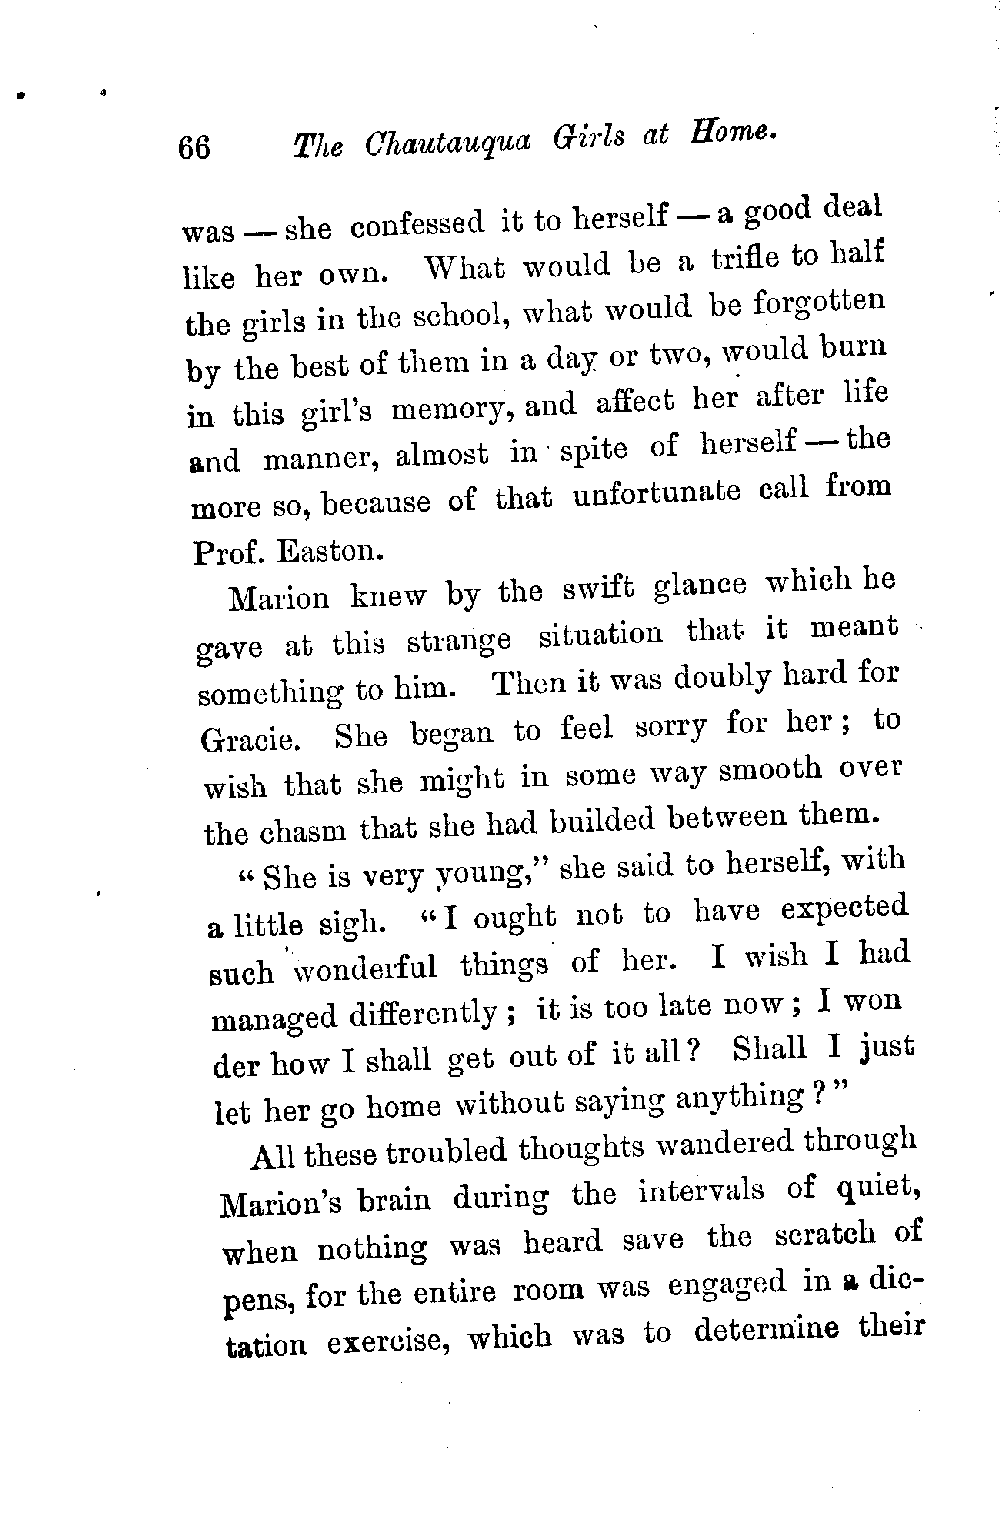 66 The Chautauqua Girls at Home.
was — she confessed it to herself — a good deal
like her own. What would be a trifle to half
the girls in the school, what would be forgotten
by the best of them in a day or two, would burn
in this girl's memory, and affect her after life
and manner, almost in spite of herself — the
more so, because of that unfortunate call from
Prof. Easton.
Marion knew by the swift glance which he
gave at this strange situation that it meant
something to him. Then it was doubly hard for
Gracie. She began to feel sorry for her; to
wish that she might in some way smooth over
the chasm that she had builded between them.
"She is very young," she said to herself, with
a little sigh. "I ought not to have expected
such wonderful things of her. I wish I had
managed differently; it is too late now; I won
der how I shall get out of it all? Shall I just
let her go home without saying anything?"
All these troubled thoughts wandered through
Marion's brain during the intervals of quiet,
when nothing was heard save the scratch of
pens, for the entire room was engaged in a dic-
tation exercise, which was to determine their